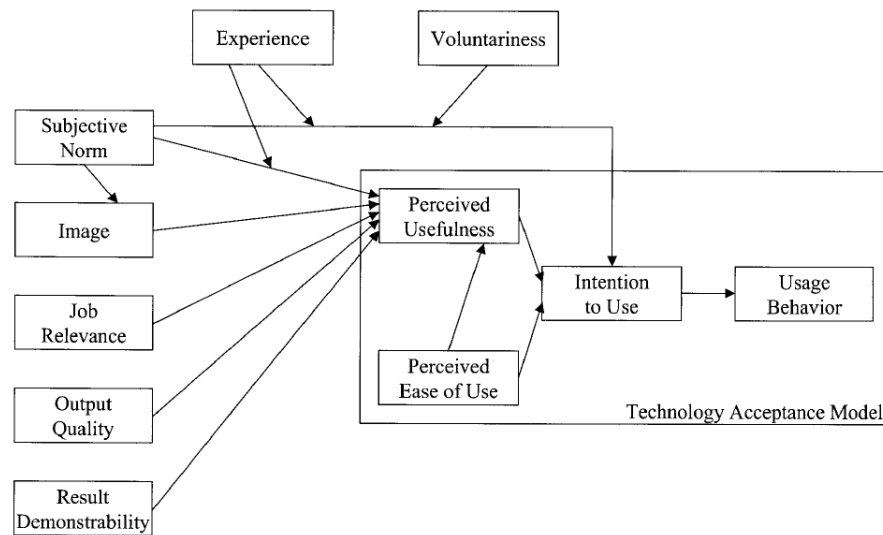 Experience
Voluntariness
Subjective
Norm
Image
Job
Relevance
Output
Quality
Result
Demonstrability
Perceived
Usefulness
Perceived
Ease of Use
Intention
to Use
Usage
Behavior
Technology Acceptance Model